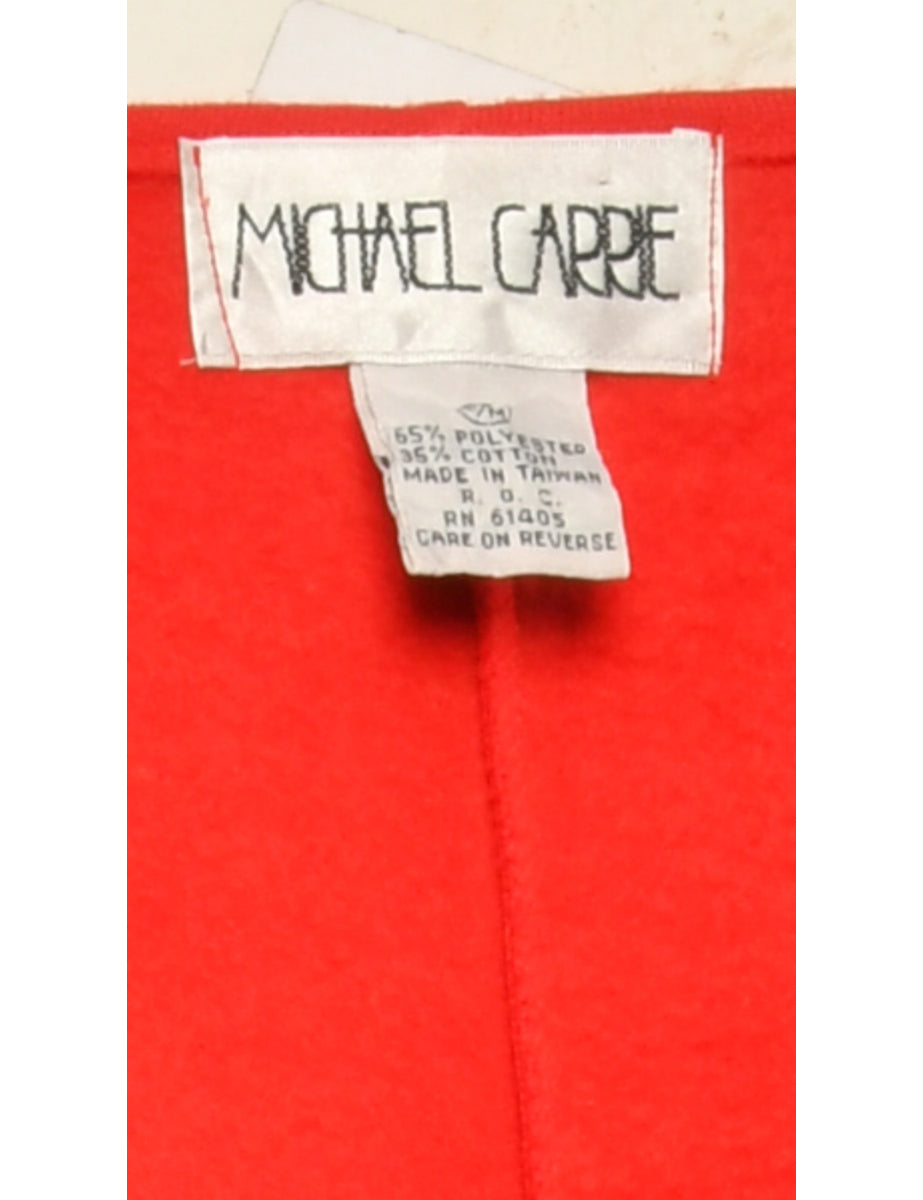 MICHAEL CARRIE
65% POLYESTER
35% COTTON
MADE IN TAIWAN
R. O. C.
RN 61405
CARE ON REVERSE